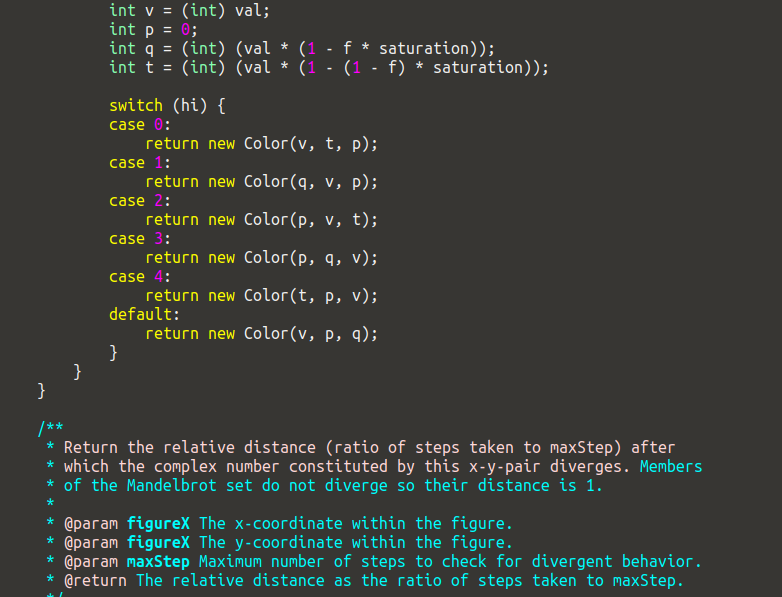 int v = (int) val;
int p = 0;
int q = (int) (val * (1 - f * saturation));
int t = (int) (val * (1 - (1 - f) * saturation));
switch (hi) {
case 0:
return new Color(v, t, p);
case 1:
return new Color(q, v, p);
case 2:
return new Color(p, v, t);
case 3:
return new Color(p, q, v);
case 4:
return new Color(t, p, v);
default:
return new Color(v, p, q);
}
}
}
/**
* Return the relative distance (ratio of steps taken to maxStep) after
* which the complex number constituted by this x-y-pair diverges. Members
* of the Mandelbrot set do not diverge so their distance is 1.
*
* @param figureX The x-coordinate within the figure.
* @param figureX The y-coordinate within the figure.
* @param maxStep Maximum number of steps to check for divergent behavior.
* @return The relative distance as the ratio of steps taken to maxStep.
*/